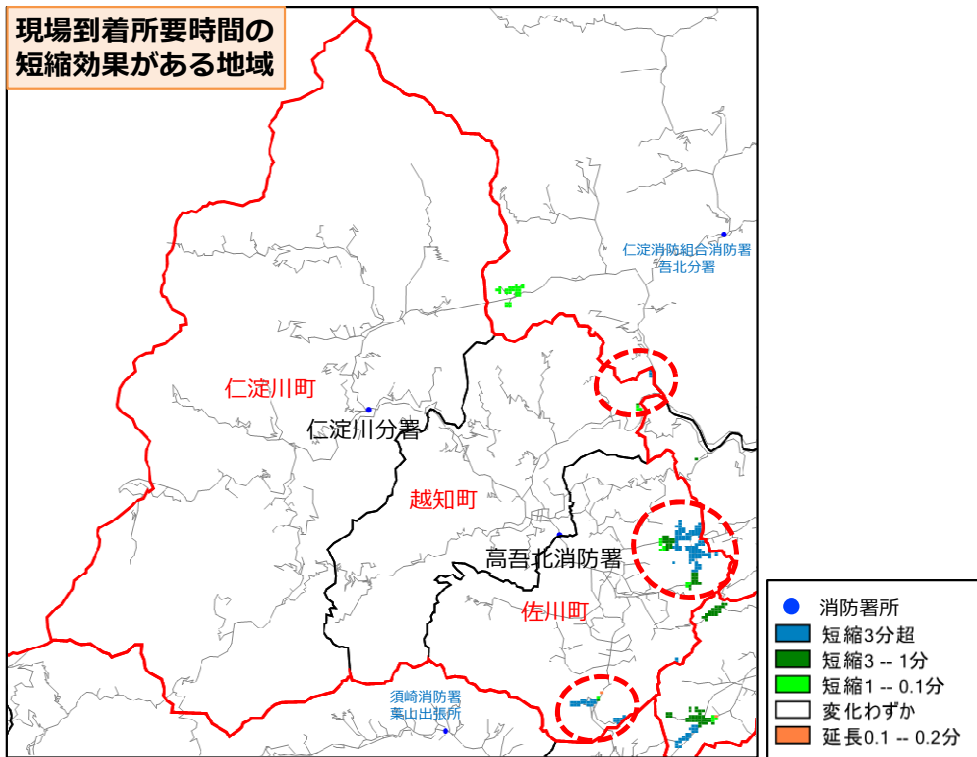 現場到着所要時間の
短縮効果がある地域
仁淀消防組合消防署
吾北分署
仁淀川町
仁淀川分署
越知町
高吾北消防署
佐川町
須崎消防署
葉山出張所
消防署所
短縮3分超
短縮3 -- 1分
短縮1 -- 0.1分
変化わずか
延長0.1 -- 0.2分